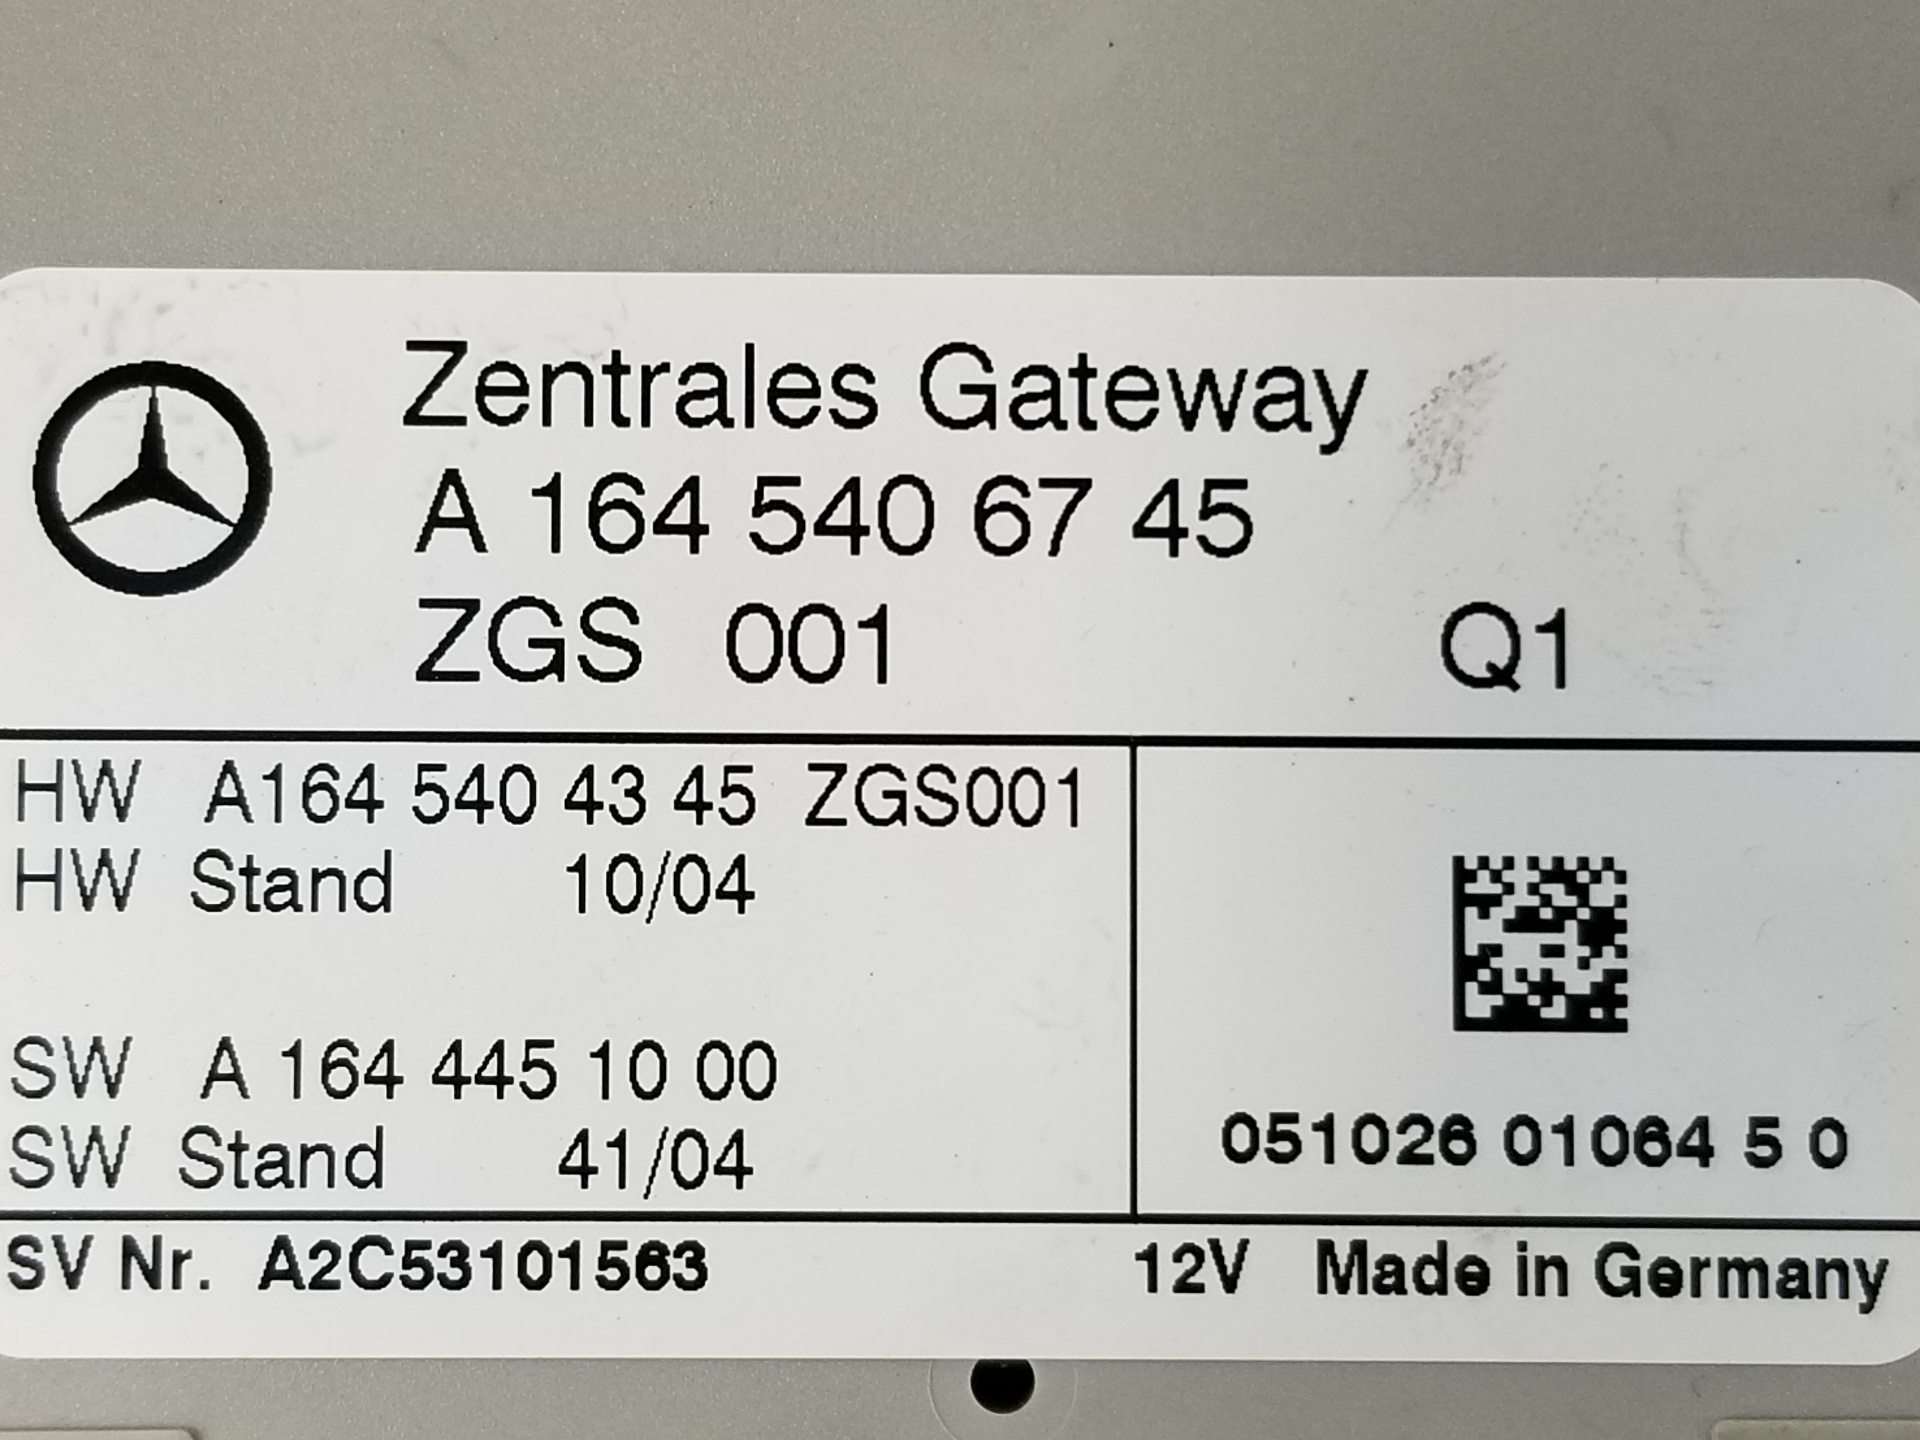 Zentrales Gateway
A 164 540 67 45
ZGS 001 Q1
HW A164 540 43 45 ZGS001
HW Stand 10/04
SW A 164 445 10 00
SW Stand 41/04
051026 01064 5 0
SV Nr. A2C53101563
12V Made in Germany